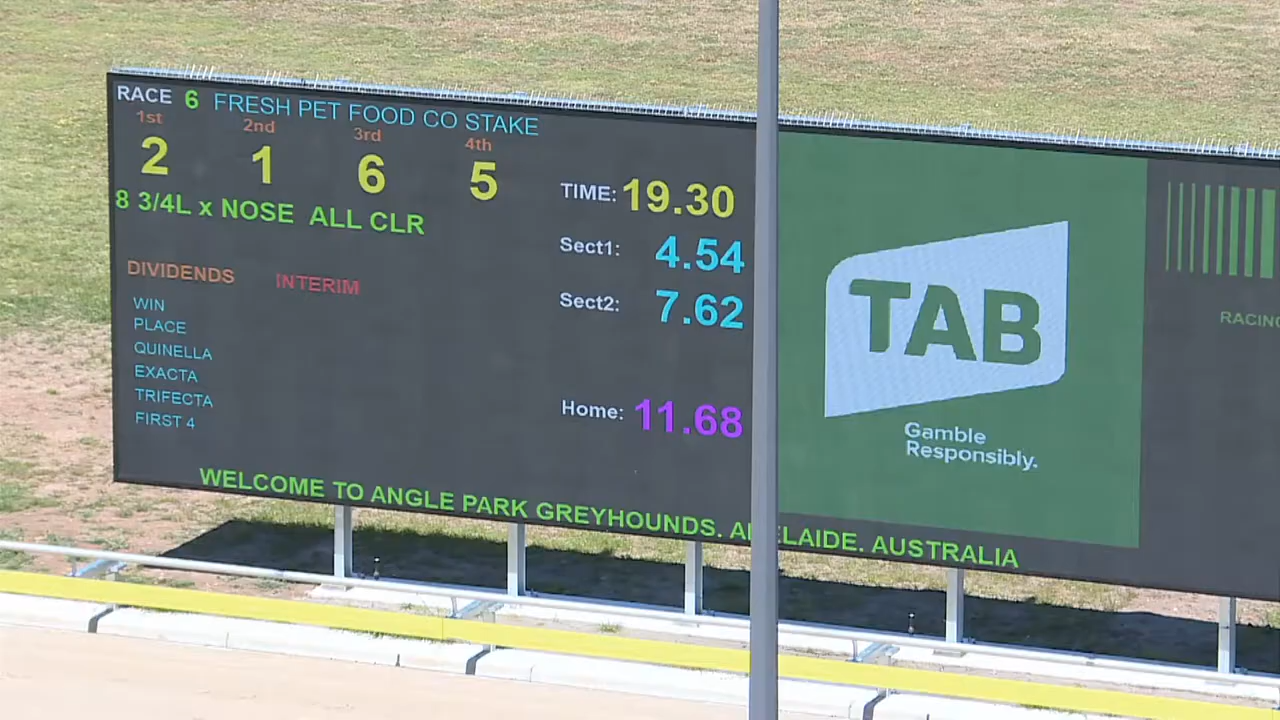 RACE 6 FRESH PET FOOD CO STAKE
1st 2nd 3rd 4th
2 1 6 5
8 3/4L x NOSE ALL CLR
DIVIDENDS INTERIM
WIN
PLACE
QUINELLA
EXACTA
TRIFECTA
FIRST 4
TIME: 19.30
Sect1: 4.54
Sect2: 7.62
Home: 11.68
TAB
Gamble
Responsibly.
RACING
WELCOME TO ANGLE PARK GREYHOUNDS. ADELAIDE. AUSTRALIA